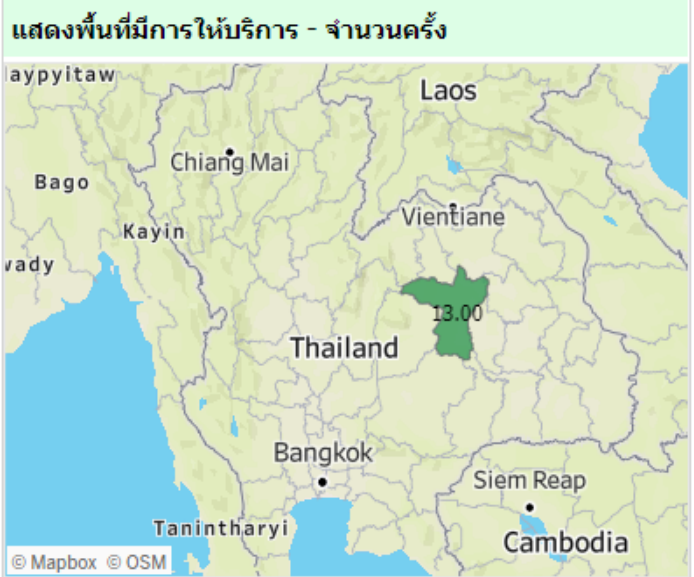 แสดงพื้นที่มีการให้บริการ - จำนวนครั้ง
laypyitaw
Laos
Chiang Mai
Bago
Vientiane
Kayin
vady
13.00
Thailand
Bangkok
Siem Reap
Tanintharyi
Cambodia
© Mapbox © OSM